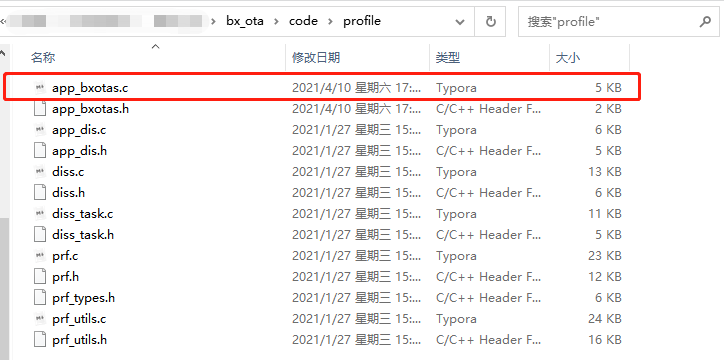 « bx_ota > code > profile 搜索"profile"
名称 修改日期 类型 大小
app_bxotas.c 2021/4/10 星期六 17:... Typora 5 KB
app_bxotas.h 2021/4/10 星期六 17:... C/C++ Header F... 2 KB
app_dis.c 2021/1/27 星期三 15:... Typora 6 KB
app_dis.h 2021/1/27 星期三 15:... C/C++ Header F... 5 KB
diss.c 2021/1/27 星期三 15:... Typora 13 KB
diss.h 2021/1/27 星期三 15:... C/C++ Header F... 6 KB
diss_task.c 2021/1/27 星期三 15:... Typora 11 KB
diss_task.h 2021/1/27 星期三 15:... C/C++ Header F... 5 KB
prf.c 2021/1/27 星期三 15:... Typora 23 KB
prf.h 2021/1/27 星期三 15:... C/C++ Header F... 12 KB
prf_types.h 2021/1/27 星期三 15:... C/C++ Header F... 6 KB
prf_utils.c 2021/1/27 星期三 15:... Typora 24 KB
prf_utils.h 2021/1/27 星期三 15:... C/C++ Header F... 16 KB